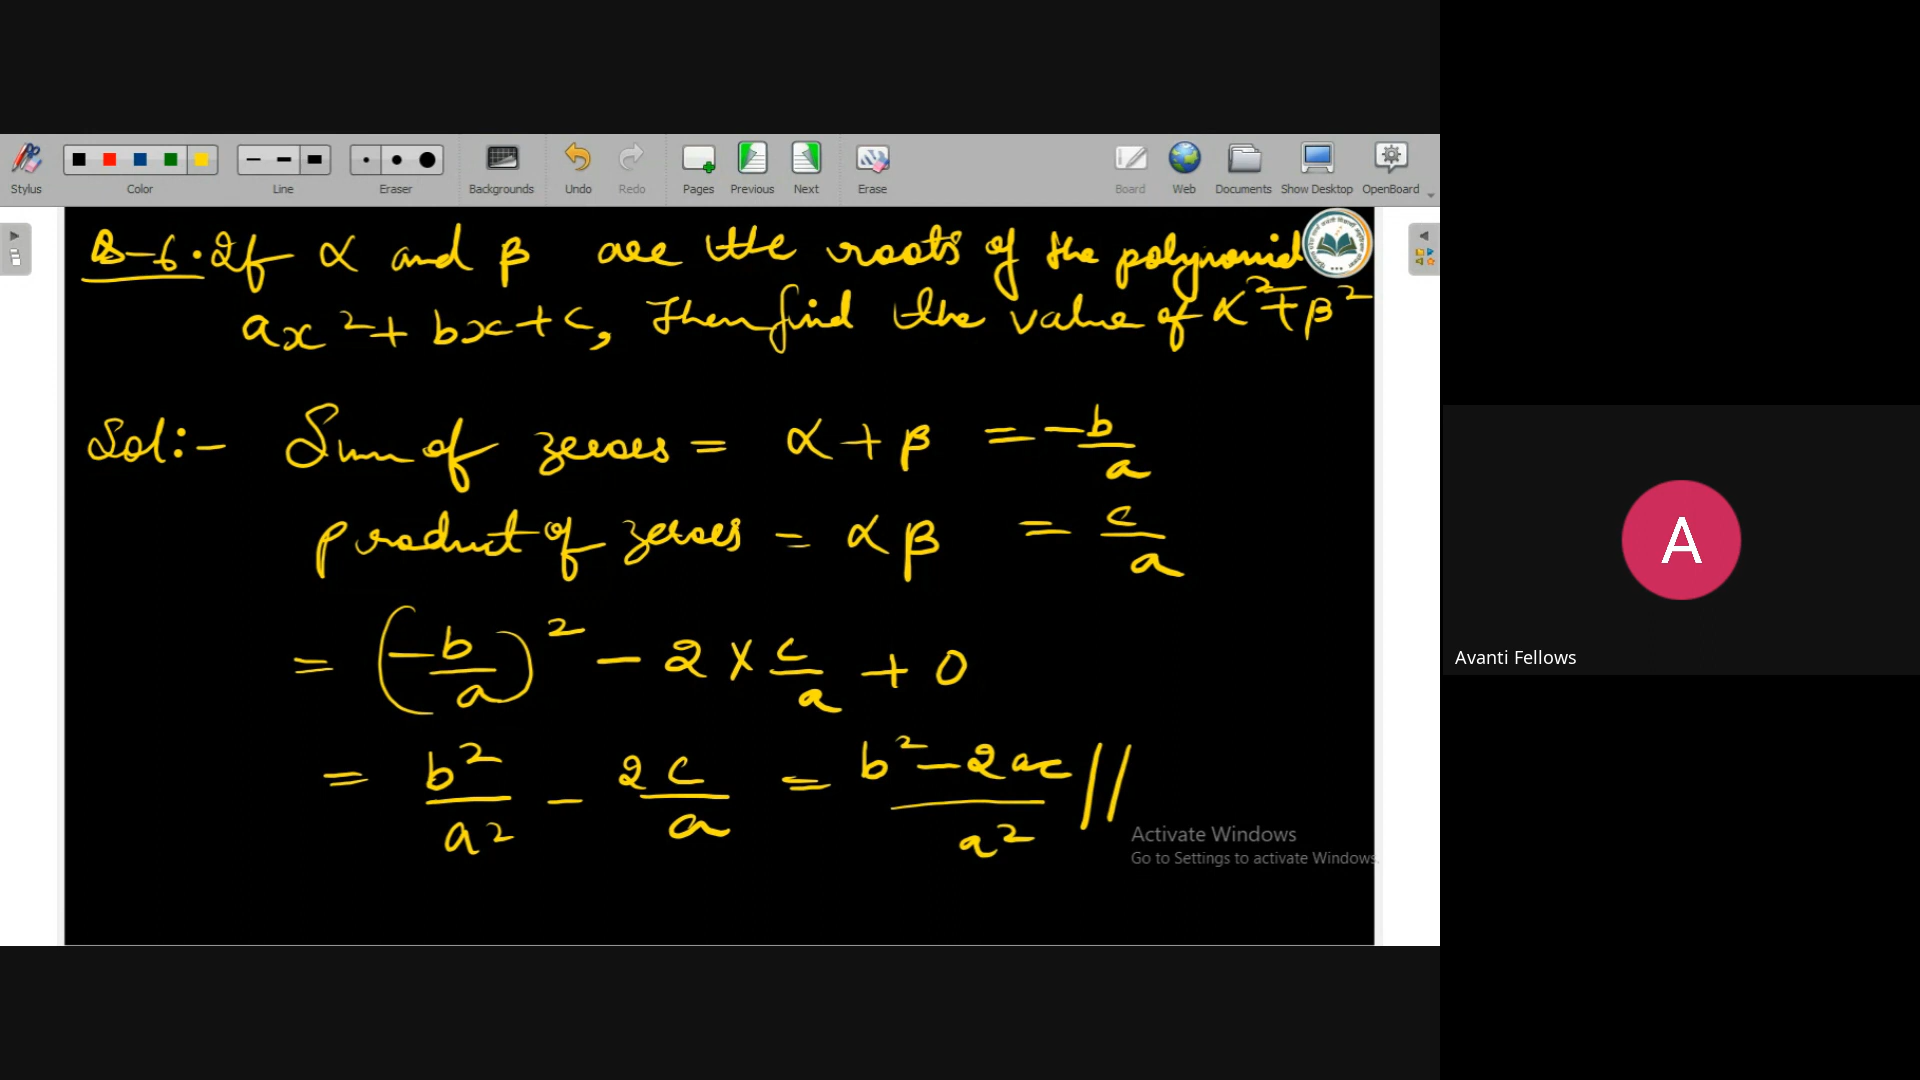 Stylus Color Line Eraser Backgrounds Undo Redo Pages Previous Next Erase Board Web Documents Show Desktop OpenBoard
Q-6. If α and β are the roots of the polynomial
ax²+bx+c, then find the value of α²+β²
Sol:- Sum of zeroes = α+β = -b/a
product of zeroes = αβ = c/a
= (-b/a)² - 2 × c/a + 0
= b²/a² - 2c/a = b²-2ac/a² //
Activate Windows
Go to Settings to activate Windows.
A
Avanti Fellows